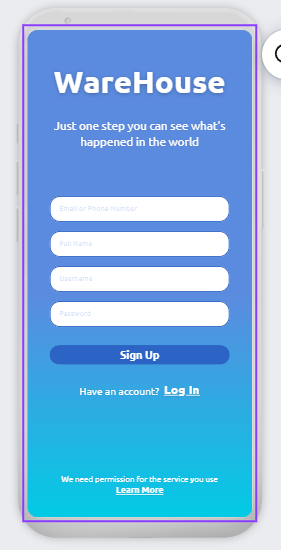 WareHouse
Just one step you can see what's
happened in the world
Email or Phone Number
Full Name
Username
Password
Sign Up
Have an account? Log In
We need permission for the service you use
Learn More